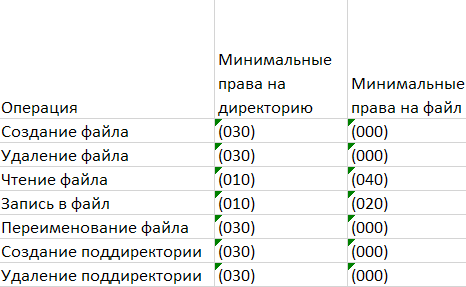 Операция Минимальные права на директорию Минимальные права на файл
Создание файла (030) (000)
Удаление файла (030) (000)
Чтение файла (010) (040)
Запись в файл (010) (020)
Переименование файла (030) (000)
Создание поддиректории (030) (000)
Удаление поддиректории (030) (000)